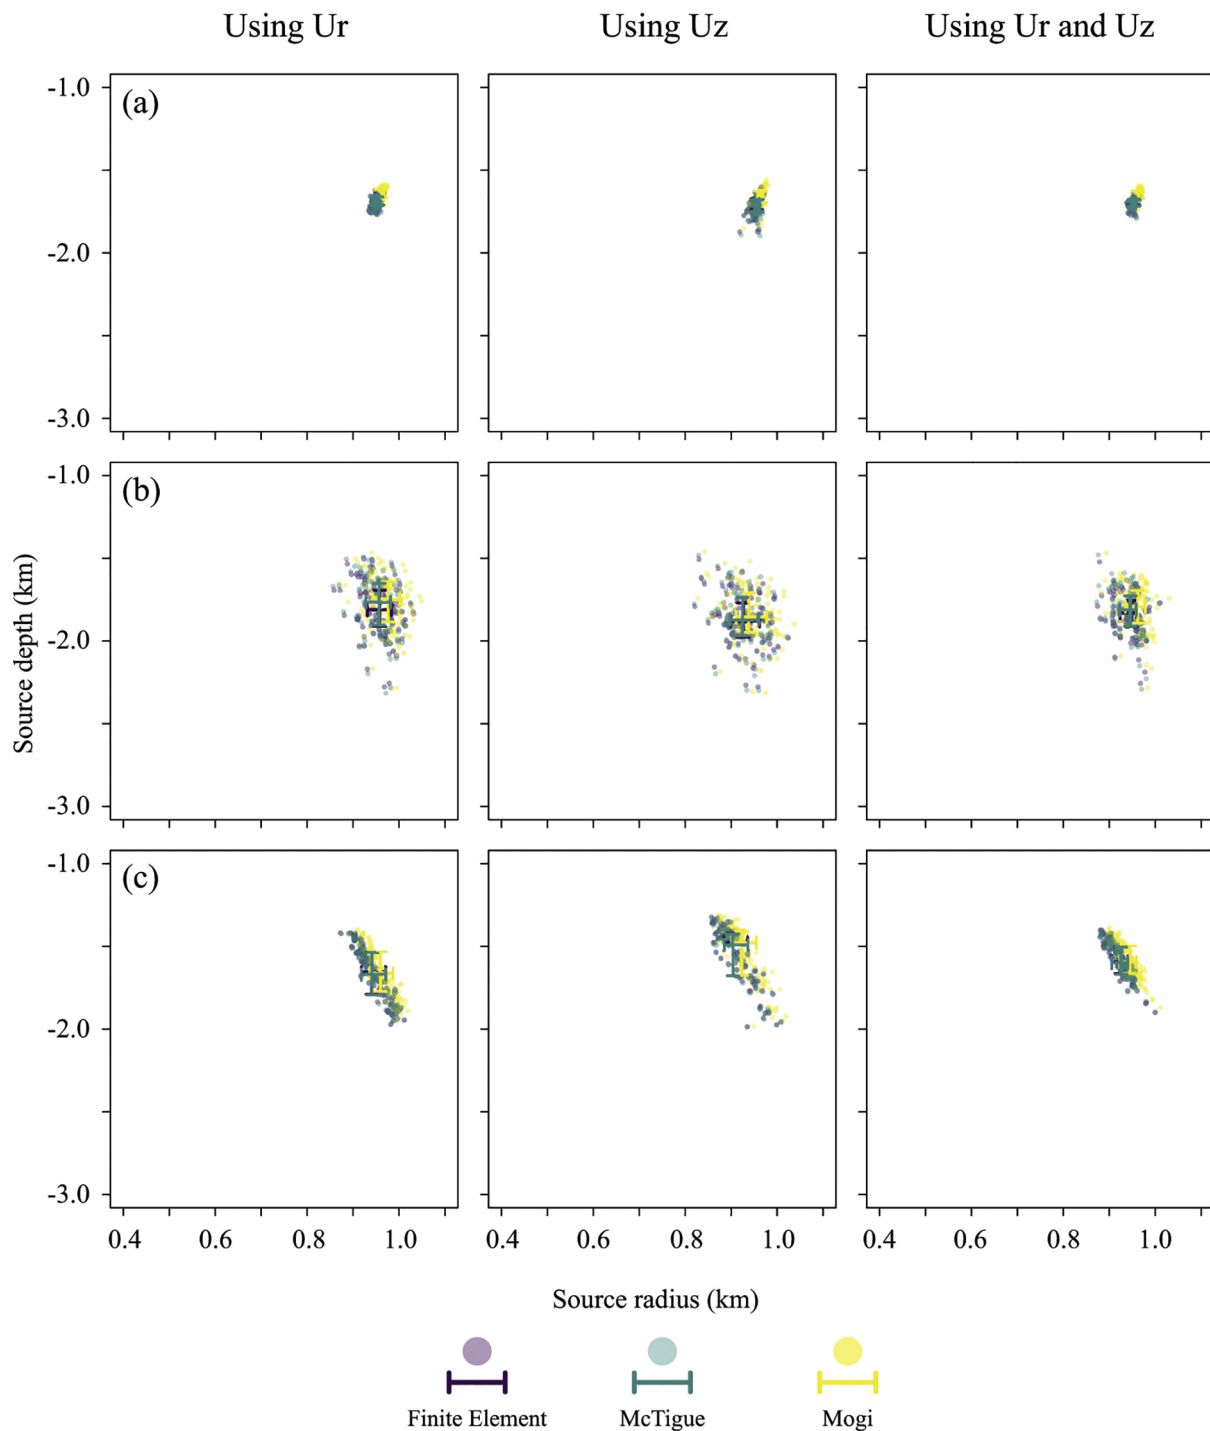 Using Ur Using Uz Using Ur and Uz
(a)
-1.0
-2.0
-3.0
(b)
-1.0
-2.0
-3.0
Source depth (km)
(c)
-1.0
-2.0
-3.0
0.4 0.6 0.8 1.0 0.4 0.6 0.8 1.0 0.4 0.6 0.8 1.0
Source radius (km)
Finite Element McTigue Mogi